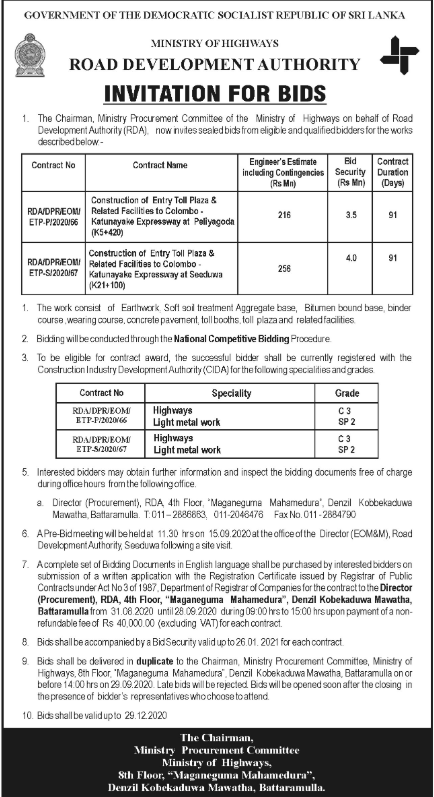 GOVERNMENT OF THE DEMOCRATIC SOCIALIST REPUBLIC OF SRI LANKA
MINISTRY OF HIGHWAYS
ROAD DEVELOPMENT AUTHORITY
INVITATION FOR BIDS
1. The Chairman, Ministry Procurement Committee of the Ministry of Highways on behalf of Road
Development Authority (RDA), now invites sealed bids from eligible and qualified bidders for the works
described below:-
Contract No Contract Name Engineer's Estimate including Contingencies (Rs Mn) Bid Security (Rs Mn) Contract Duration (Days)
RDA/DPR/EOM/ETP-P/2020/66 Construction of Entry Toll Plaza & Related Facilities to Colombo - Katunayake Expressway at Peliyagoda (K5+420) 216 3.5 91
RDA/DPR/EOM/ETP-S/2020/67 Construction of Entry Toll Plaza & Related Facilities to Colombo - Katunayake Expressway at Seeduwa (K21+100) 256 4.0 91
1. The work consist of Earthwork, Soft soil treatment Aggregate base, Bitumen bound base, binder
course, wearing course, concrete pavement, toll booths, toll plaza and related facilities.
2. Bidding will be conducted through the National Competitive Bidding Procedure.
3. To be eligible for contract award, the successful bidder shall be currently registered with the
Construction Industry Development Authority (CIDA) for the following specialities and grades.
Contract No Speciality Grade
RDA/DPR/EOM/ Highways C 3
ETP-P/2020/66 Light metal work SP 2
RDA/DPR/EOM/ Highways C 3
ETP-S/2020/67 Light metal work SP 2
5. Interested bidders may obtain further information and inspect the bidding documents free of charge
during office hours from the following office.
a. Director (Procurement), RDA, 4th Floor, "Maganeguma Mahamedura", Denzil Kobbekaduwa
Mawatha, Battaramulla. T: 011 – 2886863, 011-2046476 Fax No. 011 - 2884790
6. A Pre-Bid meeting will be held at 11.30 hrs on 15.09.2020 at the office of the Director (EOM&M), Road
Development Authority, Seeduwa following a site visit.
7. A complete set of Bidding Documents in English language shall be purchased by interested bidders on
submission of a written application with the Registration Certificate issued by Registrar of Public
Contracts under Act No 3 of 1987, Department of Registrar of Companies for the contract to the Director
(Procurement), RDA, 4th Floor, "Maganeguma Mahamedura", Denzil Kobekaduwa Mawatha,
Battaramulla from 31.08.2020 until 28.09.2020 during 09:00 hrs to 15:00 hrs upon payment of a non-
refundable fee of Rs 40,000.00 (excluding VAT) for each contract.
8. Bids shall be accompanied by a Bid Security valid up to 26.01.2021 for each contract.
9. Bids shall be delivered in duplicate to the Chairman, Ministry Procurement Committee, Ministry of
Highways, 8th Floor, "Maganeguma Mahamedura", Denzil Kobekaduwa Mawatha, Battaramulla on or
before 14:00 hrs on 29.09.2020. Late bids will be rejected. Bids will be opened soon after the closing in
the presence of bidder's representatives who choose to attend.
10. Bids shall be valid up to 29.12.2020
The Chairman,
Ministry Procurement Committee
Ministry of Highways,
8th Floor, "Maganeguma Mahamedura",
Denzil Kobekaduwa Mawatha, Battaramulla.